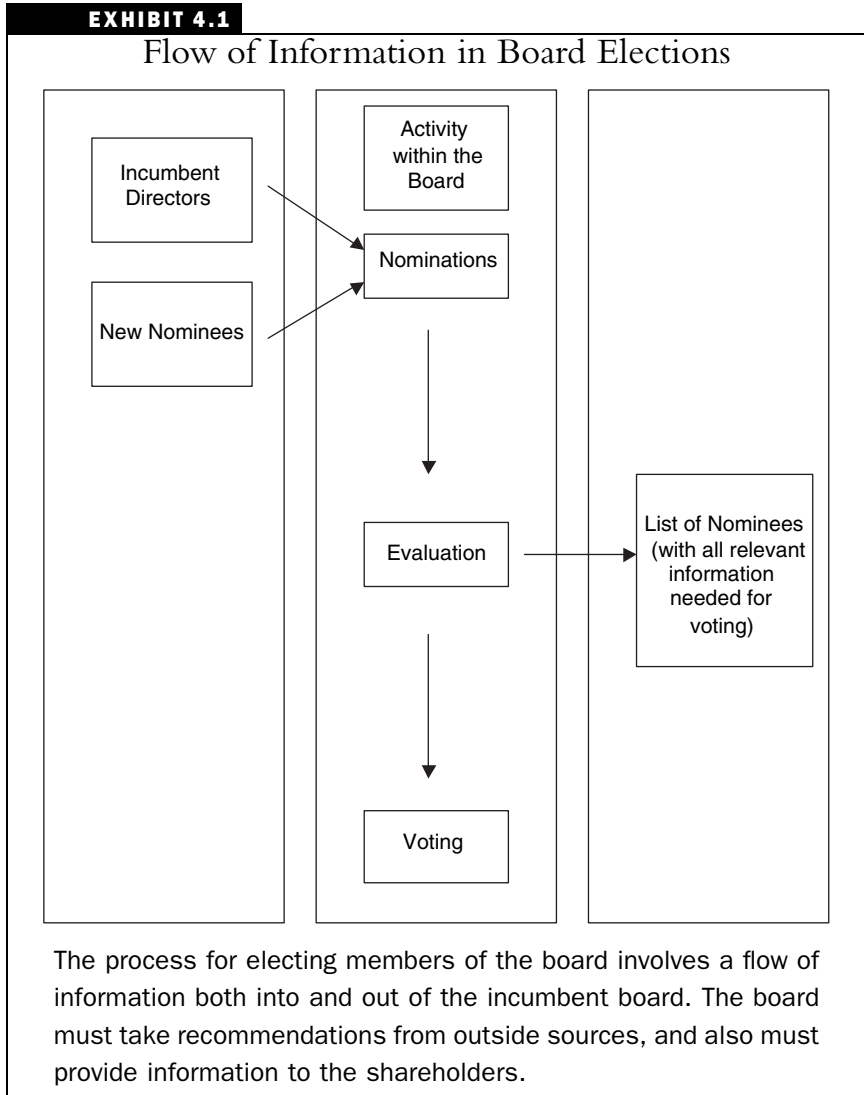 EXHIBIT 4.1
Flow of Information in Board Elections
Incumbent
Directors
New Nominees
Activity
within the
Board
Nominations
Evaluation
Voting
List of Nominees
(with all relevant
information
needed for
voting)
The process for electing members of the board involves a flow of
information both into and out of the incumbent board. The board
must take recommendations from outside sources, and also must
provide information to the shareholders.